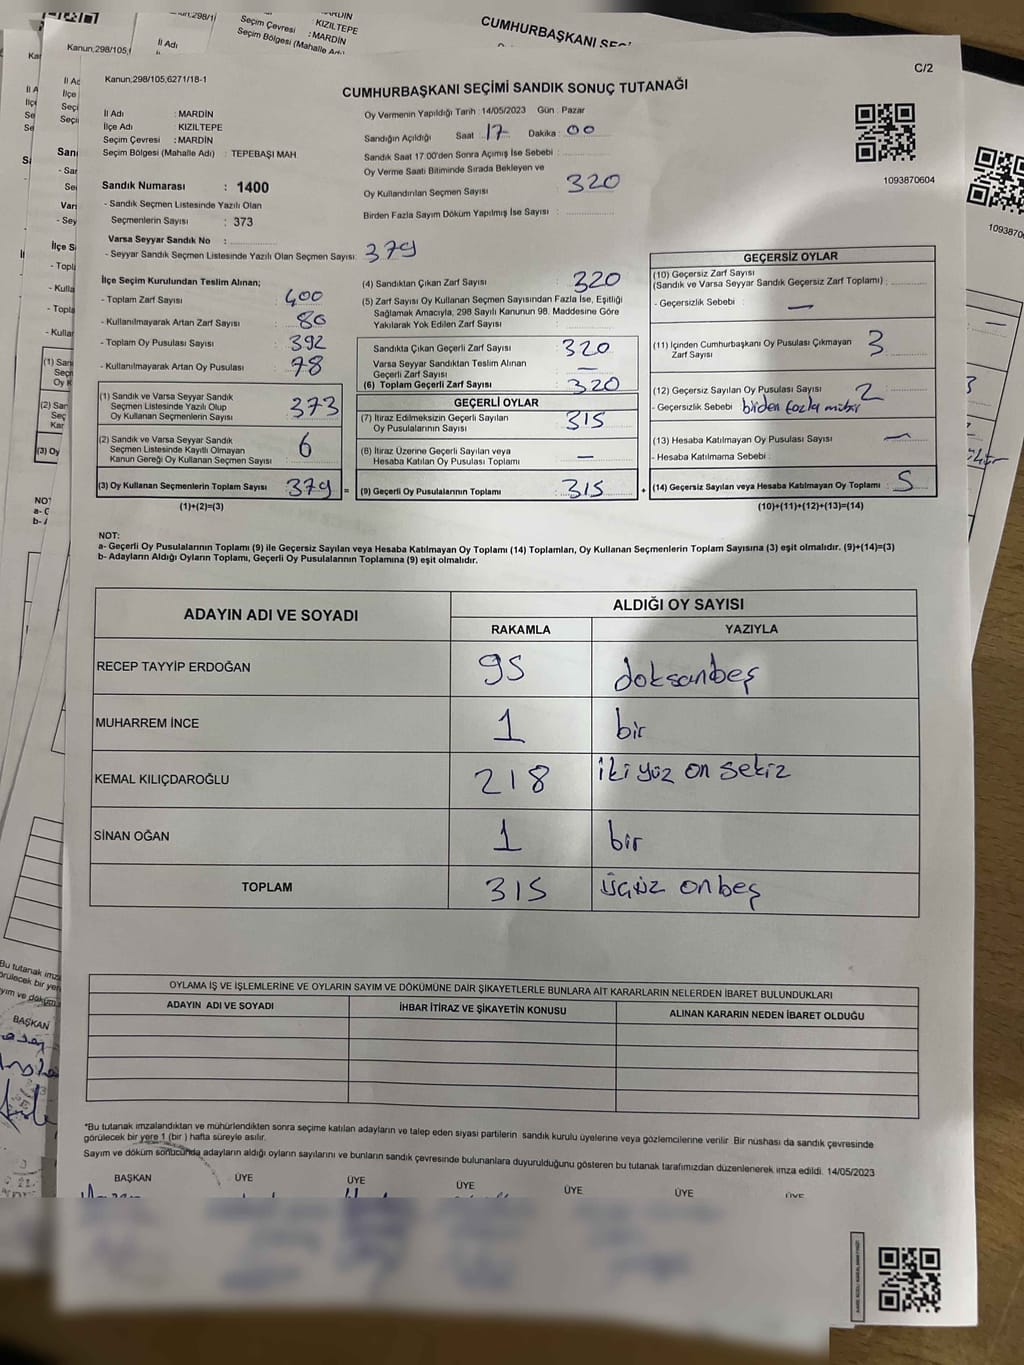 CUMHURBAŞKANI SEÇ
Seçim Çevresi : KIZILTEPE
Seçim Bölgesi (Mahalle Adı) : MARDİN
Kanun;298/105,6271/18-1
C/2
CUMHURBAŞKANI SEÇİMİ SANDIK SONUÇ TUTANAĞI
İl Adı : MARDİN
İlçe Adı KIZILTEPE
Seçim Çevresi : MARDİN
Seçim Bölgesi (Mahalle Adı) : TEPEBAŞI MAH
Oy Vermenin Yapıldığı Tarih : 14/05/2023 Gün : Pazar
Sandığın Açıldığı Saat : 17 Dakika : 00
Sandık Saat 17:00'den Sonra Açımış İse Sebebi :
Oy Verme Saati Bitiminde Sırada Bekleyen ve
Oy Kullandırılan Seçmen Sayısı 320
Birden Fazla Sayım Döküm Yapılmış İse Sayısı :
1093870604
Sandık Numarası : 1400
- Sandık Seçmen Listesinde Yazılı Olan
Seçmenlerin Sayısı : 373
Varsa Seyyar Sandık No :
- Seyyar Sandık Seçmen Listesinde Yazılı Olan Seçmen Sayısı: 379
İlçe Seçim Kurulundan Teslim Alınan;
- Toplam Zarf Sayısı : 400
- Kullanılmayarak Artan Zarf Sayısı : 80
- Toplam Oy Pusulası Sayısı : 392
- Kullanılmayarak Artan Oy Pusulası : 78
(1) Sandık ve Varsa Seyyar Sandık
Seçmen Listesinde Yazılı Olup
Oy Kullanan Seçmenlerin Sayısı : 373
(2) Sandık ve Varsa Seyyar Sandık
Seçmen Listesinde Kayıtlı Olmayan
Kanun Gereği Oy Kullanan Seçmen Sayısı : 6
(3) Oy Kullanan Seçmenlerin Toplam Sayısı : 379 =
(1)+(2)=(3)
(4) Sandıktan Çıkan Zarf Sayısı : 320
(5) Zarf Sayısı Oy Kullanan Seçmen Sayısından Fazla İse, Eşitliği
Sağlamak Amacıyla, 298 Sayılı Kanunun 98. Maddesine Göre
Yakılarak Yok Edilen Zarf Sayısı :
Sandıkta Çıkan Geçerli Zarf Sayısı : 320
Varsa Seyyar Sandıktan Teslim Alınan
Geçerli Zarf Sayısı : —
(6) Toplam Geçerli Zarf Sayısı : 320
GEÇERLİ OYLAR
(7) İtiraz Edilmeksizin Geçerli Sayılan
Oy Pusulalarının Sayısı : 315
(8) İtiraz Üzerine Geçerli Sayılan veya
Hesaba Katılan Oy Pusulası Toplamı : —
(9) Geçerli Oy Pusulalarının Toplamı : 315 +
GEÇERSİZ OYLAR
(10) Geçersiz Zarf Sayısı
(Sandık ve Varsa Seyyar Sandık Geçersiz Zarf Toplamı) :
- Geçersizlik Sebebi : —
(11) İçinden Cumhurbaşkanı Oy Pusulası Çıkmayan
Zarf Sayısı : 3
(12) Geçersiz Sayılan Oy Pusulası Sayısı : 2
- Geçersizlik Sebebi : birden fazla mühür
(13) Hesaba Katılmayan Oy Pusulası Sayısı : —
- Hesaba Katılmama Sebebi :
(14) Geçersiz Sayılan veya Hesaba Katılmayan Oy Toplamı : 5
(10)+(11)+(12)+(13)=(14)
NOT:
a- Geçerli Oy Pusulalarının Toplamı (9) ile Geçersiz Sayılan veya Hesaba Katılmayan Oy Toplamı (14) Toplamları, Oy Kullanan Seçmenlerin Toplam Sayısına (3) eşit olmalıdır. (9)+(14)=(3)
b- Adayların Aldığı Oyların Toplamı, Geçerli Oy Pusulalarının Toplamına (9) eşit olmalıdır.
ADAYIN ADI VE SOYADI
ALDIĞI OY SAYISI
RAKAMLA YAZIYLA
RECEP TAYYİP ERDOĞAN 95 doksanbeş
MUHARREM İNCE 1 bir
KEMAL KILIÇDAROĞLU 218 iki yüz on sekiz
SİNAN OĞAN 1 bir
TOPLAM 315 üçyüz onbeş
OYLAMA İŞ VE İŞLEMLERİNE VE OYLARIN SAYIM VE DÖKÜMÜNE DAİR ŞİKAYETLERLE BUNLARA AİT KARARLARIN NELERDEN İBARET BULUNDUKLARI
ADAYIN ADI VE SOYADI İHBAR İTİRAZ VE ŞİKAYETİN KONUSU ALINAN KARARIN NEDEN İBARET OLDUĞU
*Bu tutanak imzalandıktan ve mühürlendikten sonra seçime katılan adayların ve talep eden siyasi partilerin sandık kurulu üyelerine veya gözlemcilerine verilir Bir nüshası da sandık çevresinde
görülecek bir yere 1 (bir ) hafta süreyle asılır.
Sayım ve döküm sonucunda adayların aldığı oyların sayılarını ve bunların sandık çevresinde bulunanlara duyurulduğunu gösteren bu tutanak tarafımızdan düzenlenerek imza edildi. 14/05/2023
BAŞKAN ÜYE ÜYE ÜYE ÜYE ÜYE ÜYE